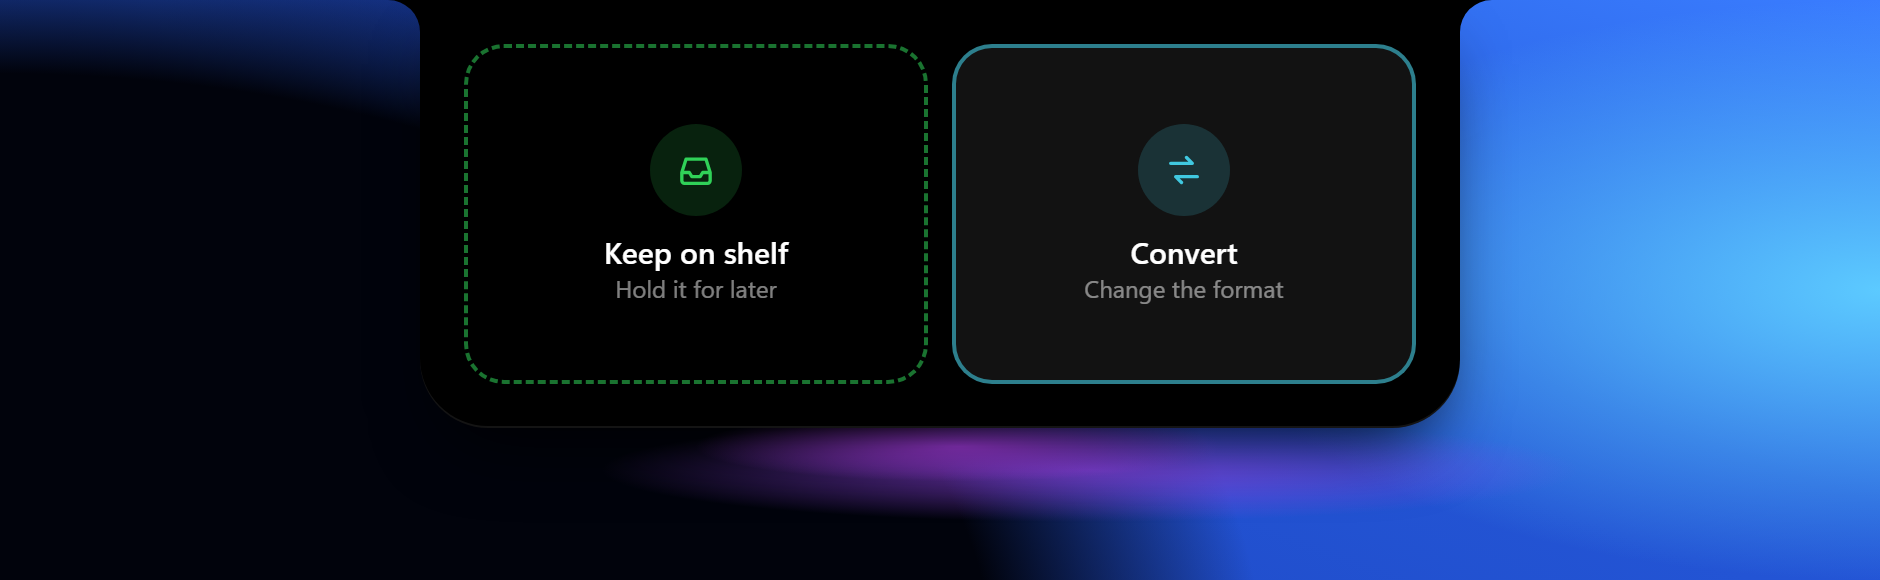 Keep on shelf
Hold it for later
Convert
Change the format